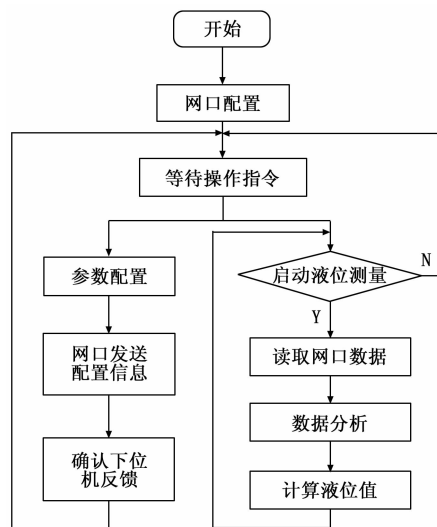 开始
网口配置
等待操作指令
参数配置
网口发送
配置信息
确认下位
机反馈
启动液位测量
N
Y
读取网口数据
数据分析
计算液位值